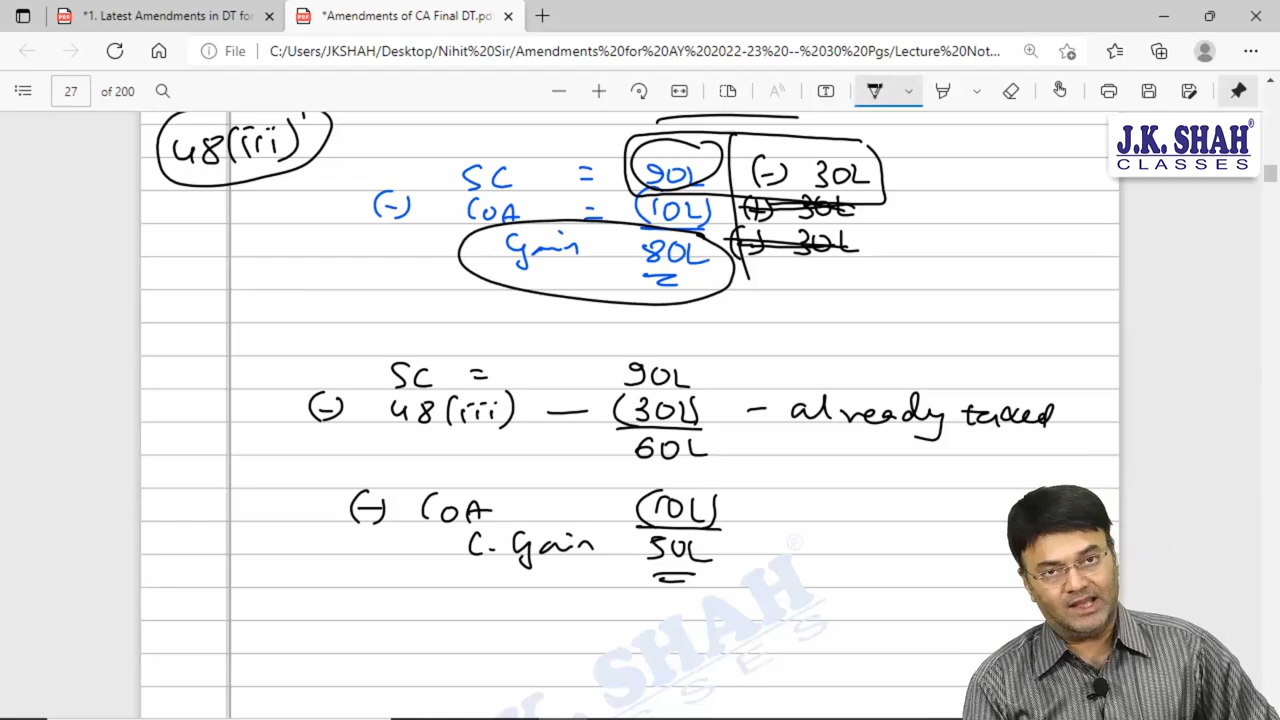 *1. Latest Amendments in DT for
*Amendments of CA Final DT.pdf
File C:/Users/JKSHAH/Desktop/Nihit%20Sir/Amendments%20for%20AY%202022-23%20--%2030%20Pgs/Lecture%20Not...
27 of 200
J.K. SHAH®
CLASSES
48(iii)
SC = 90L (-) 30L
(-) COA = (10L) (+) 30L
Gain 80L (-) 30L
SC = 90L
(-) 48(iii) — (30L) - already taxed
60L
(-) COA (10L)
C. Gain 50L
SHAH